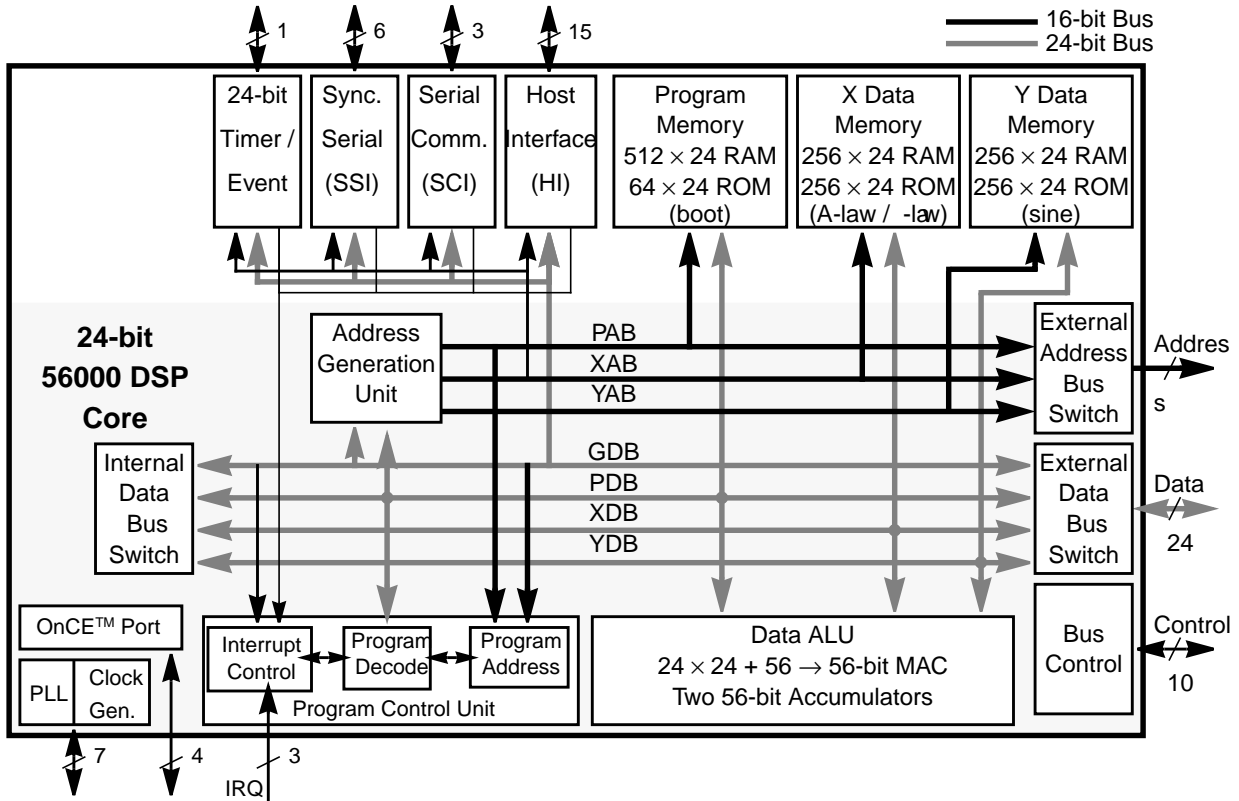 1
6
3
15
16-bit Bus
24-bit Bus
24-bit
Timer /
Event
Sync.
Serial
(SSI)
Serial
Comm.
(SCI)
Host
Interface
(HI)
Program
Memory
512 × 24 RAM
64 × 24 ROM
(boot)
X Data
Memory
256 × 24 RAM
256 × 24 ROM
(A-law / -law)
Y Data
Memory
256 × 24 RAM
256 × 24 ROM
(sine)
24-bit
56000 DSP
Core
Address
Generation
Unit
PAB
XAB
YAB
External
Address
Bus
Switch
Addres
s
Internal
Data
Bus
Switch
GDB
PDB
XDB
YDB
External
Data
Bus
Switch
Data
24
OnCE™ Port
PLL
Clock
Gen.
Interrupt
Control
Program
Decode
Program
Address
Program Control Unit
Data ALU
24 × 24 + 56 → 56-bit MAC
Two 56-bit Accumulators
Bus
Control
Control
10
7
4
3
IRQ